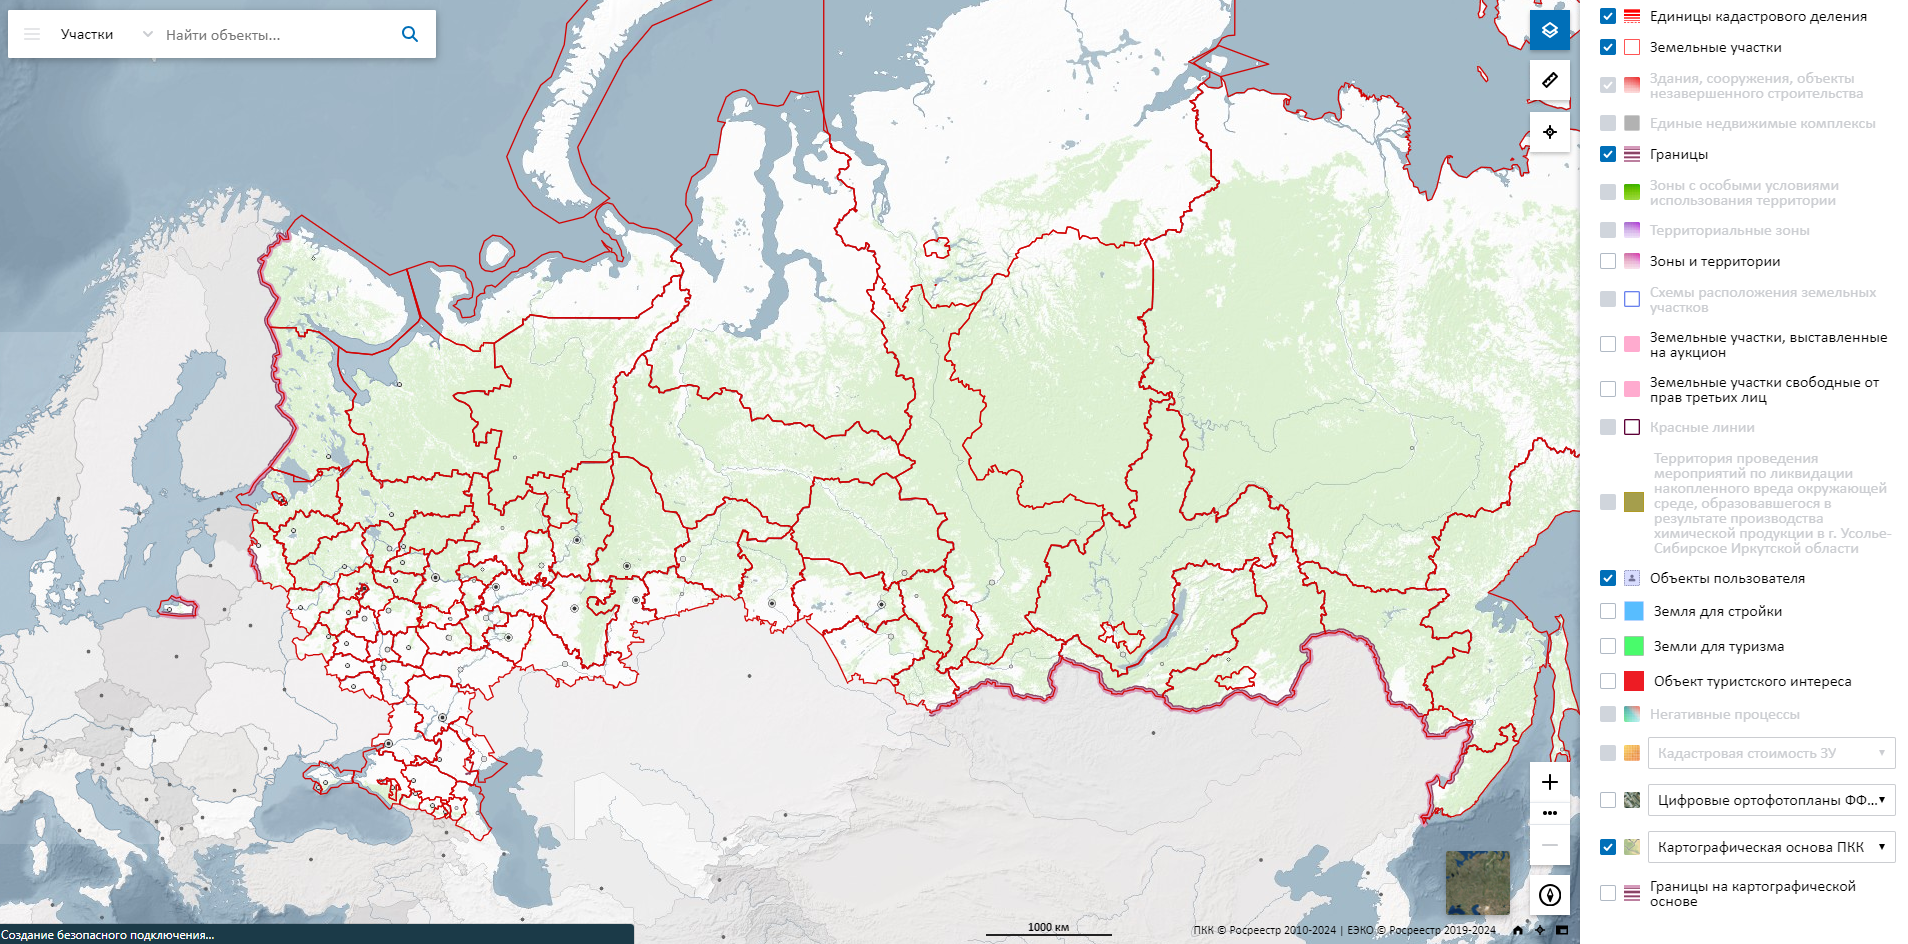 Участки
Найти объекты...
Единицы кадастрового деления
Земельные участки
Здания, сооружения, объекты
незавершенного строительства
Единые недвижимые комплексы
Границы
Зоны с особыми условиями
использования территории
Территориальные зоны
Зоны и территории
Схемы расположения земельных
участков
Земельные участки, выставленные
на аукцион
Земельные участки свободные от
прав третьих лиц
Красные линии
Территория проведения
мероприятий по ликвидации
накопленного вреда окружающей
среде, образовавшегося в
результате производства
химической продукции в г. Усолье-
Сибирское Иркутской области
Объекты пользователя
Земля для стройки
Земли для туризма
Объект туристского интереса
Негативные процессы
Кадастровая стоимость ЗУ
Цифровые ортофотопланы ФФ...
Картографическая основа ПКК
Границы на картографической
основе
1000 км
ПКК © Росреестр 2010-2024 | ЕЭКО © Росреестр 2019-2024
Создание безопасного подключения...